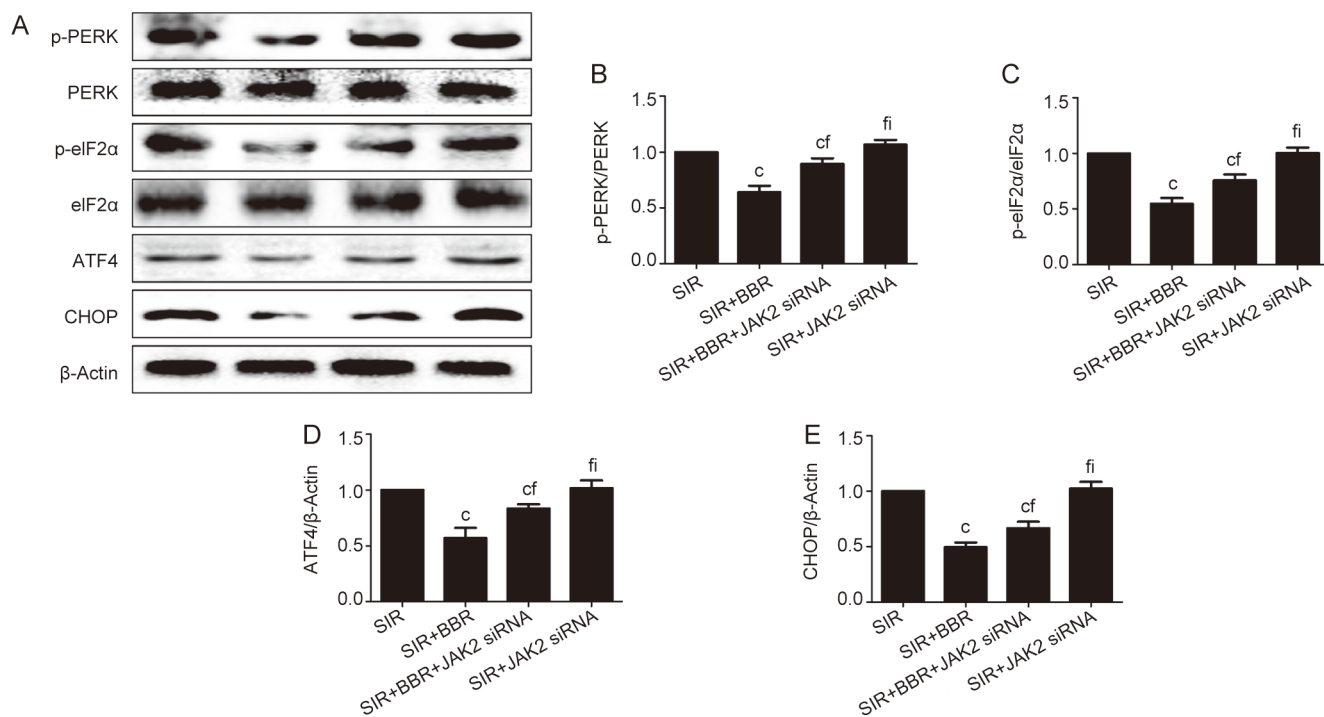 A
p-PERK
PERK
p-eIF2α
eIF2α
ATF4
CHOP
β-Actin
B
p-PERK/PERK
1.5
1.0
0.5
0.0
c
cf
fi
SIR
SIR+BBR
SIR+BBR+JAK2 siRNA
SIR+JAK2 siRNA
C
p-eIF2α/eIF2α
1.5
1.0
0.5
0.0
c
cf
fi
SIR
SIR+BBR
SIR+BBR+JAK2 siRNA
SIR+JAK2 siRNA
D
ATF4/β-Actin
1.5
1.0
0.5
0.0
c
cf
fi
SIR
SIR+BBR
SIR+BBR+JAK2 siRNA
SIR+JAK2 siRNA
E
CHOP/β-Actin
1.5
1.0
0.5
0.0
c
cf
fi
SIR
SIR+BBR
SIR+BBR+JAK2 siRNA
SIR+JAK2 siRNA